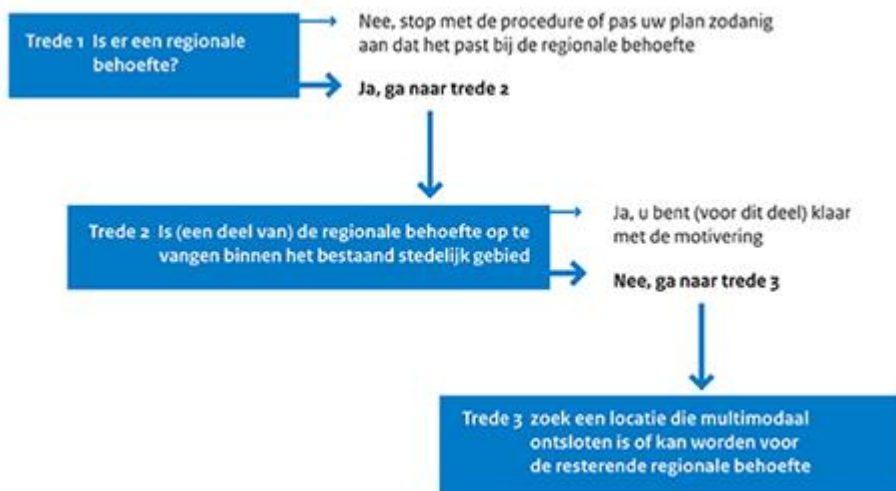 Trede 1 Is er een regionale
behoefte?
Nee, stop met de procedure of pas uw plan zodanig
aan dat het past bij de regionale behoefte
Ja, ga naar trede 2
Trede 2 Is (een deel van) de regionale behoefte op te
vangen binnen het bestaand stedelijk gebied
Ja, u bent (voor dit deel) klaar
met de motivering
Nee, ga naar trede 3
Trede 3 zoek een locatie die multimodaal
ontsloten is of kan worden voor
de resterende regionale behoefte